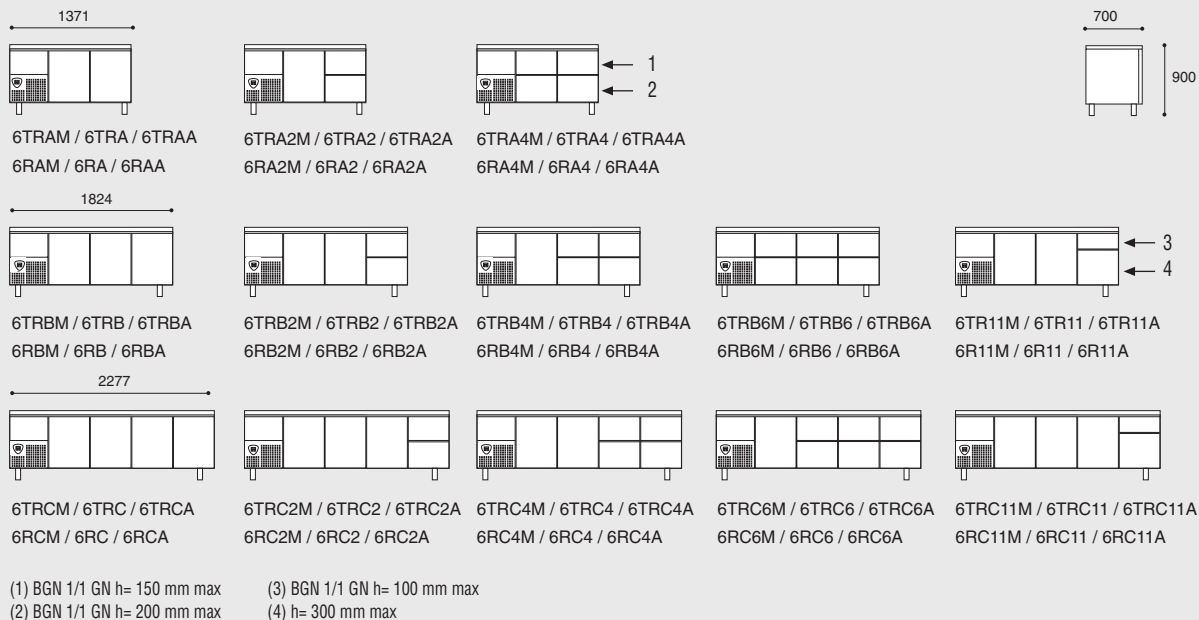 1371
700
1
2
900
6TRAM / 6TRA / 6TRAA
6TRA2M / 6TRA2 / 6TRA2A
6TRA4M / 6TRA4 / 6TRA4A
6RAM / 6RA / 6RAA
6RA2M / 6RA2 / 6RA2A
6RA4M / 6RA4 / 6RA4A
1824
3
4
6TRBM / 6TRB / 6TRBA
6TRB2M / 6TRB2 / 6TRB2A
6TRB4M / 6TRB4 / 6TRB4A
6TRB6M / 6TRB6 / 6TRB6A
6TR11M / 6TR11 / 6TR11A
6RBM / 6RB / 6RBA
6RB2M / 6RB2 / 6RB2A
6RB4M / 6RB4 / 6RB4A
6RB6M / 6RB6 / 6RB6A
6R11M / 6R11 / 6R11A
2277
6TRCM / 6TRC / 6TRCA
6TRC2M / 6TRC2 / 6TRC2A
6TRC4M / 6TRC4 / 6TRC4A
6TRC6M / 6TRC6 / 6TRC6A
6TRC11M / 6TRC11 / 6TRC11A
6RCM / 6RC / 6RCA
6RC2M / 6RC2 / 6RC2A
6RC4M / 6RC4 / 6RC4A
6RC6M / 6RC6 / 6RC6A
6RC11M / 6RC11 / 6RC11A
(1) BGN 1/1 GN h= 150 mm max
(3) BGN 1/1 GN h= 100 mm max
(2) BGN 1/1 GN h= 200 mm max
(4) h= 300 mm max